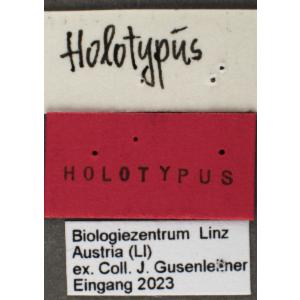 Holotypus
HOLOTYPUS
Biologiezentrum Linz
Austria (LI)
ex. Coll. J. Gusenleitner
Eingang 2023